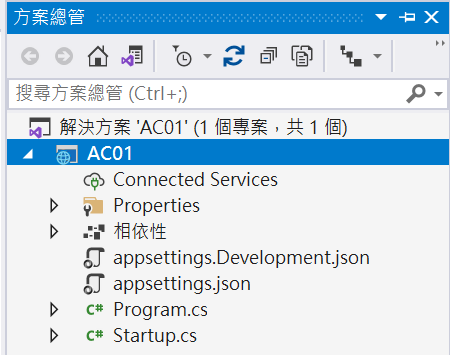 方案總管
搜尋方案總管 (Ctrl+;)
解決方案 'AC01' (1 個專案，共 1 個)
AC01
Connected Services
Properties
相依性
appsettings.Development.json
appsettings.json
C# Program.cs
C# Startup.cs